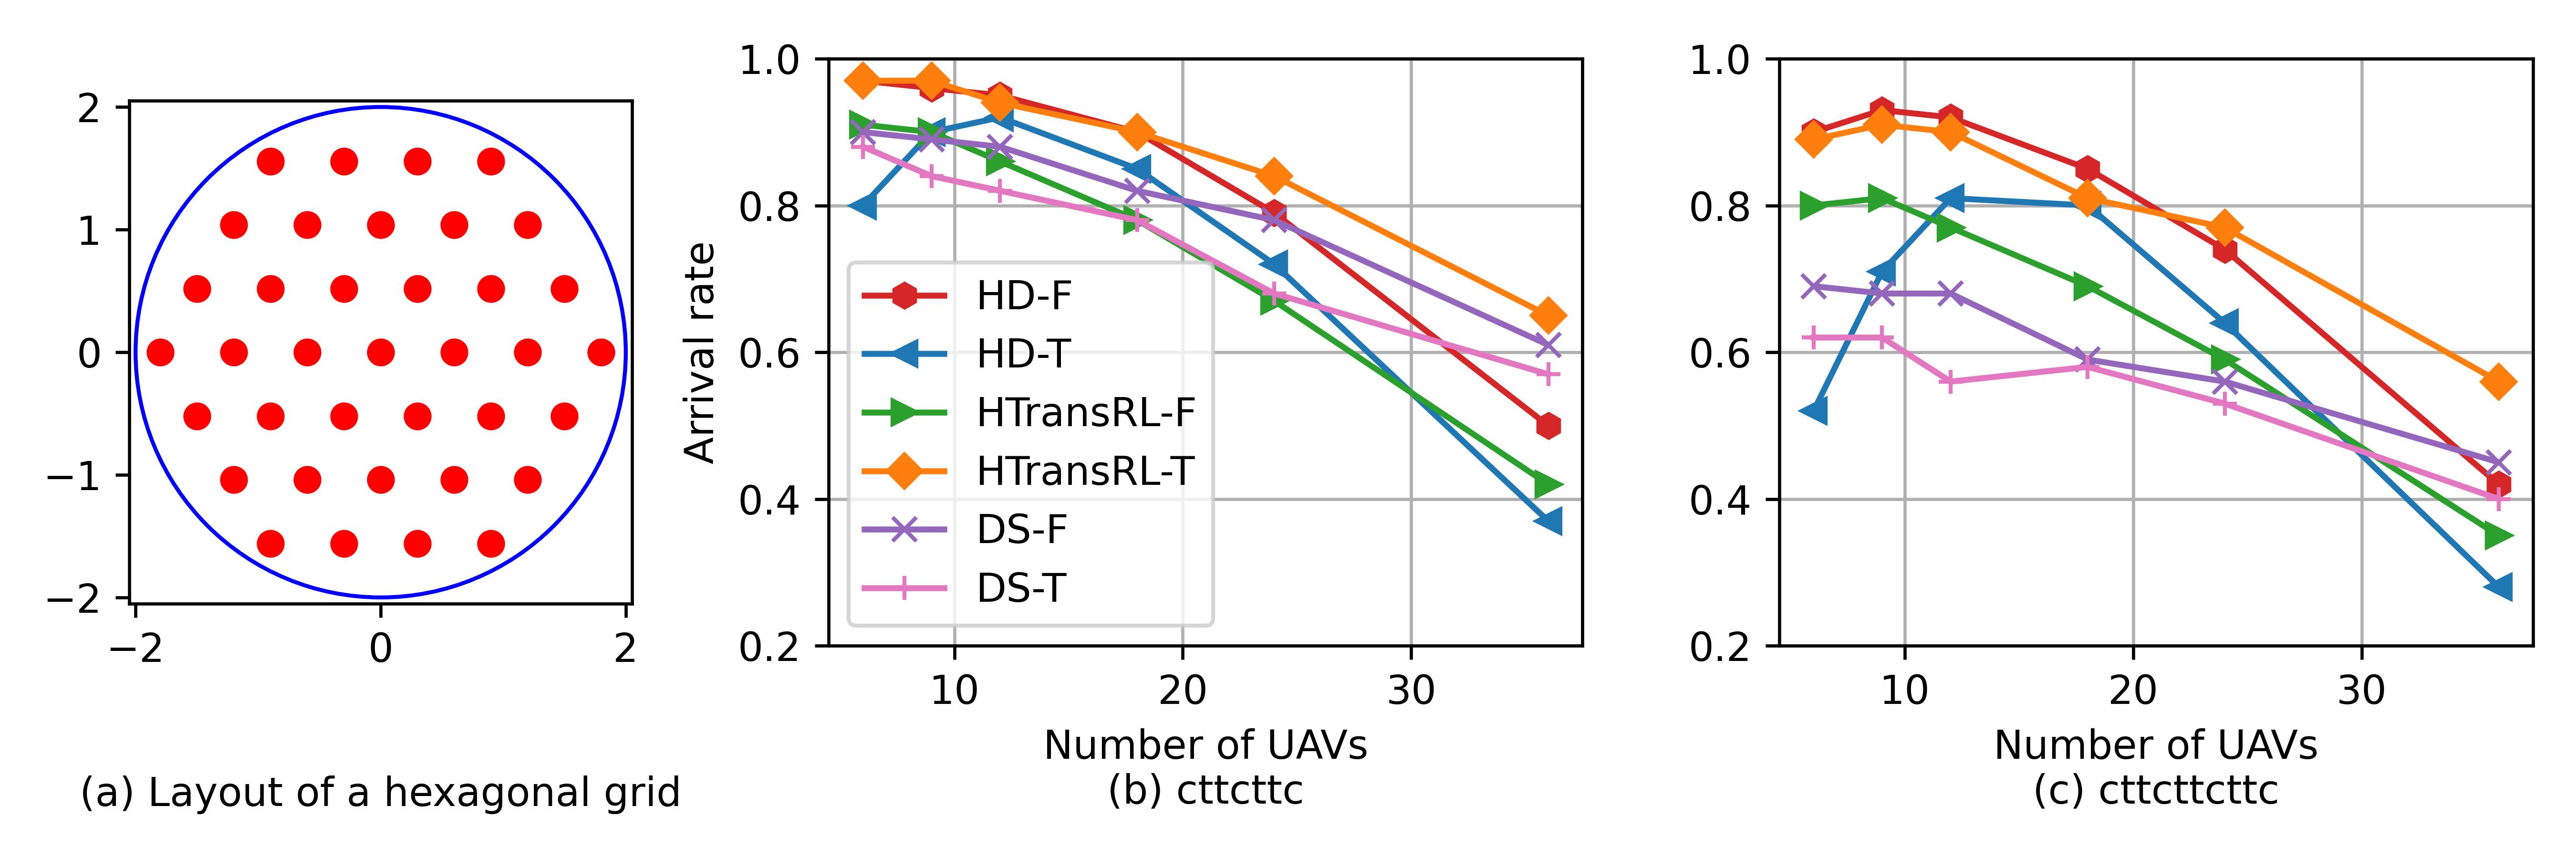 2
1
0
−1
−2
−2 0 2
(a) Layout of a hexagonal grid
Arrival rate
1.0
0.8
0.6
0.4
0.2
HD-F
HD-T
HTransRL-F
HTransRL-T
DS-F
DS-T
10 20 30
Number of UAVs
(b) cttcttc
1.0
0.8
0.6
0.4
0.2
10 20 30
Number of UAVs
(c) cttcttcttc